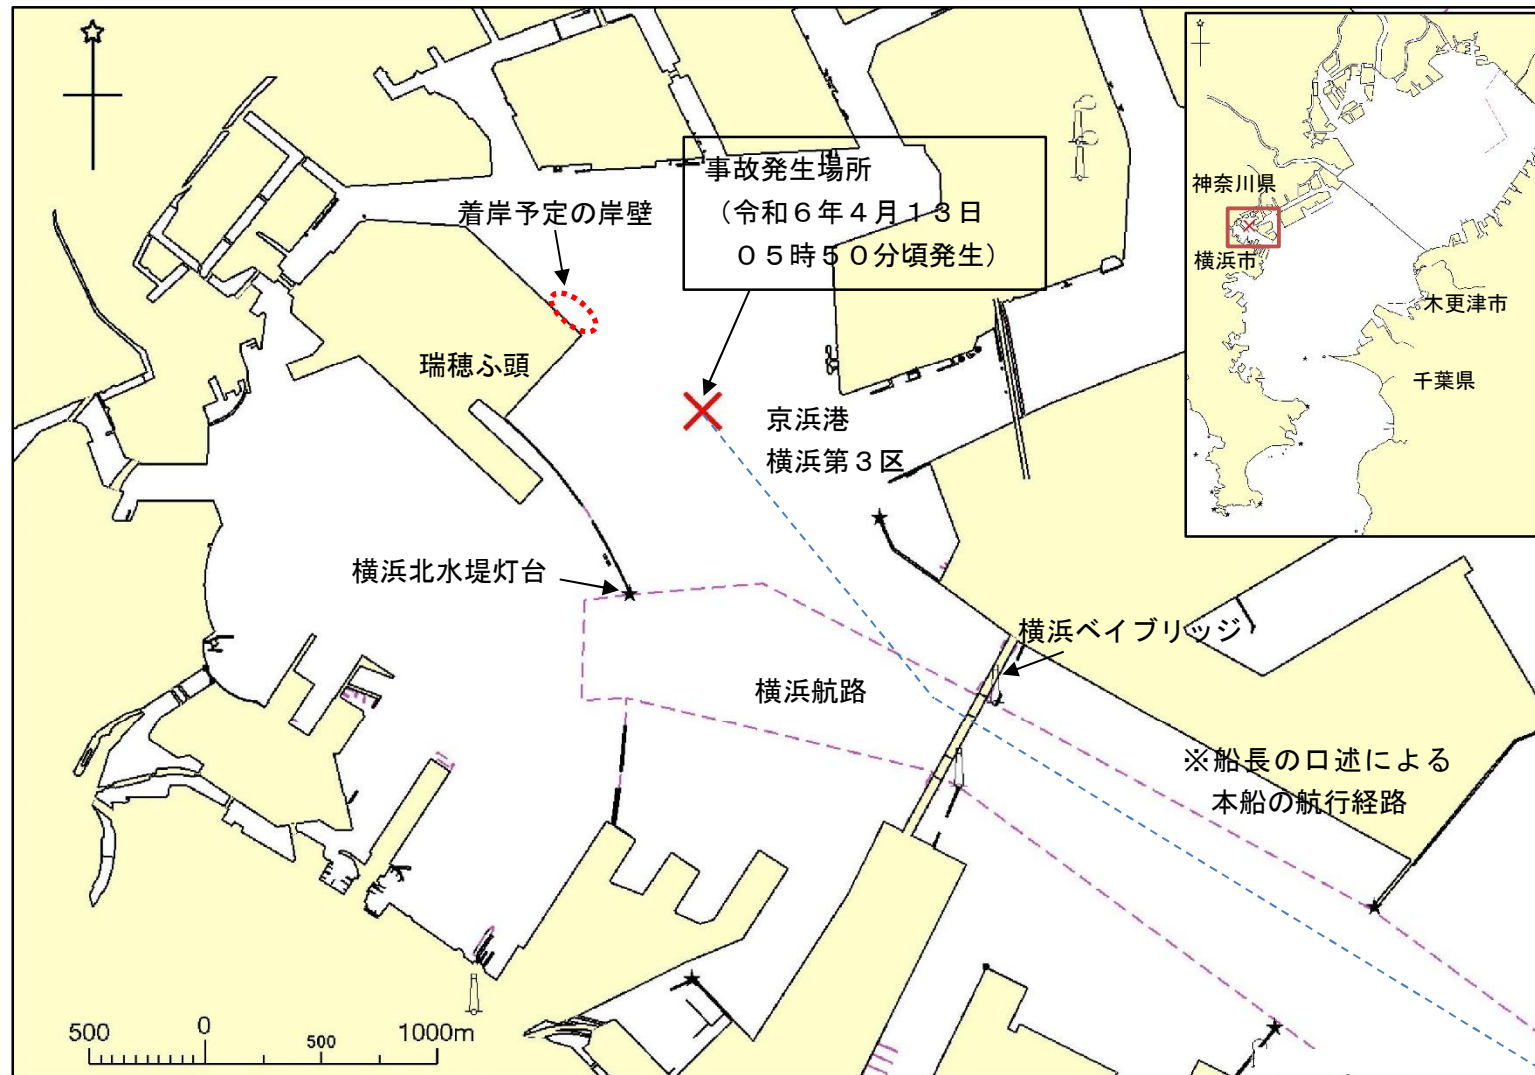 事故発生場所
（令和６年４月１３日
０５時５０分頃発生）
着岸予定の岸壁
瑞穂ふ頭
京浜港
横浜第３区
横浜北水堤灯台
横浜ベイブリッジ
横浜航路
※船長の口述による
本船の航行経路
神奈川県
横浜市
木更津市
千葉県
500 0 500 1000m